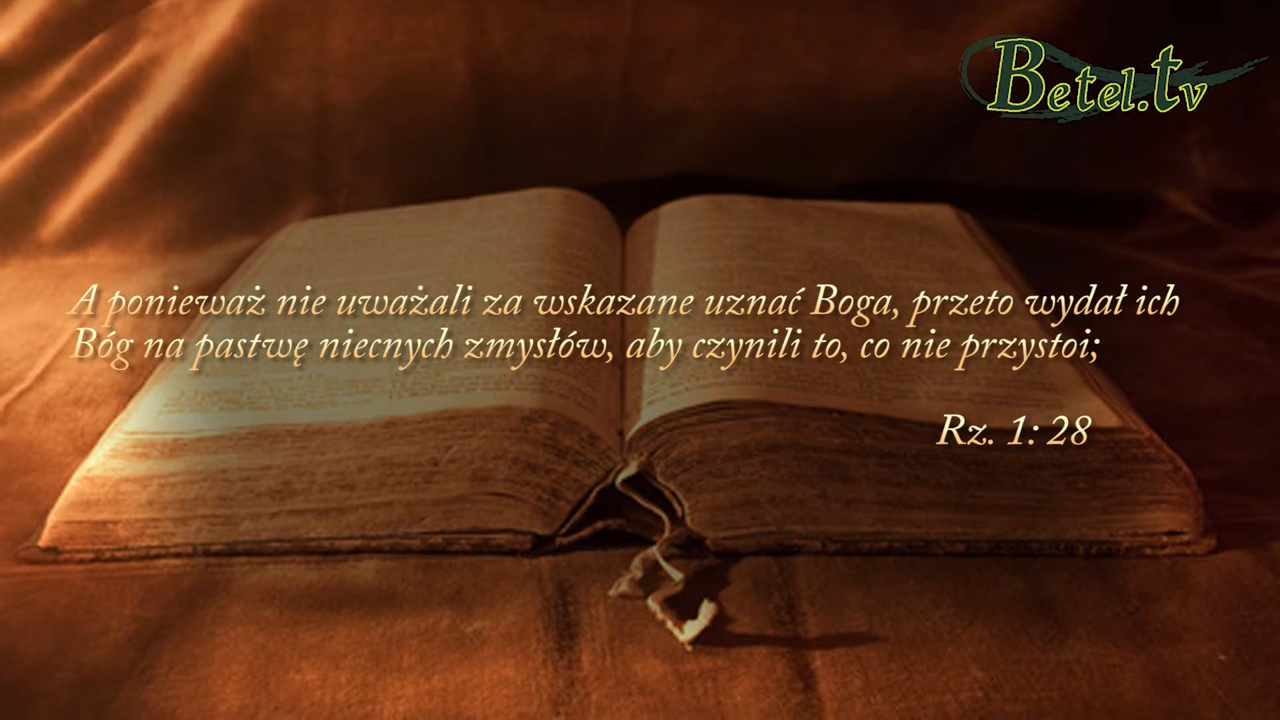 Betel.tv
A ponieważ nie uważali za wskazane uznać Boga, przeto wydał ich
Bóg na pastwę niecnych zmysłów, aby czynili to, co nie przystoi;
Rz. 1: 28